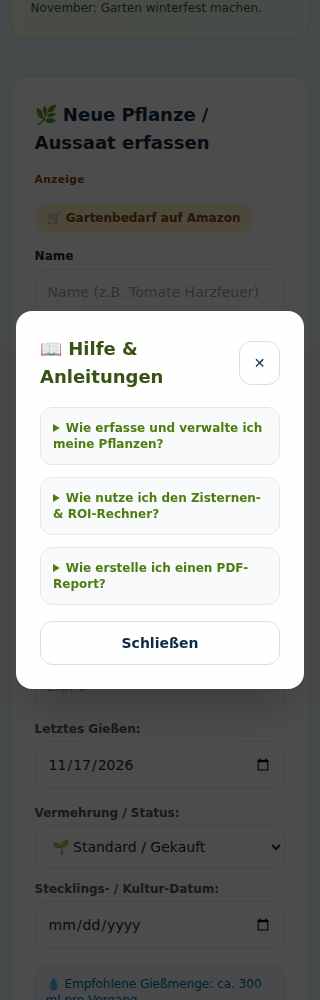 November: Garten winterfest machen.
🌿 Neue Pflanze /
Aussaat erfassen
Anzeige
🛒 Gartenbedarf auf Amazon
Name
Name (z.B. Tomate Harzfeuer)
📖 Hilfe &
Anleitungen
✕
▶ Wie erfasse und verwalte ich
meine Pflanzen?
▶ Wie nutze ich den Zisternen-
& ROI-Rechner?
▶ Wie erstelle ich einen PDF-
Report?
Schließen
Letztes Gießen:
11/17/2026
Vermehrung / Status:
🌱 Standard / Gekauft
Stecklings- / Kultur-Datum:
mm/dd/yyyy
💧 Empfohlene Gießmenge: ca. 300
ml pro Vorgang